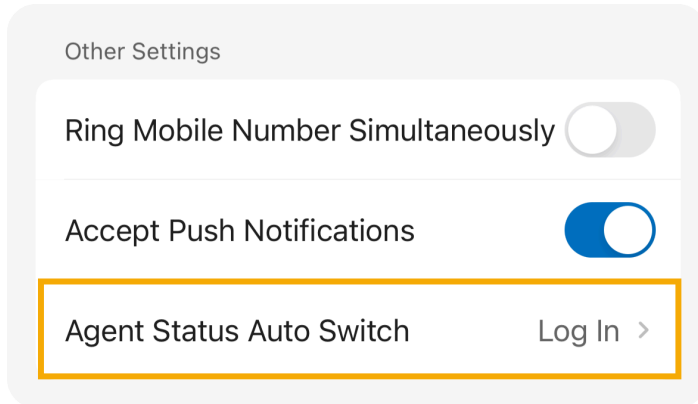 Other Settings
Ring Mobile Number Simultaneously
Accept Push Notifications
Agent Status Auto Switch Log In >